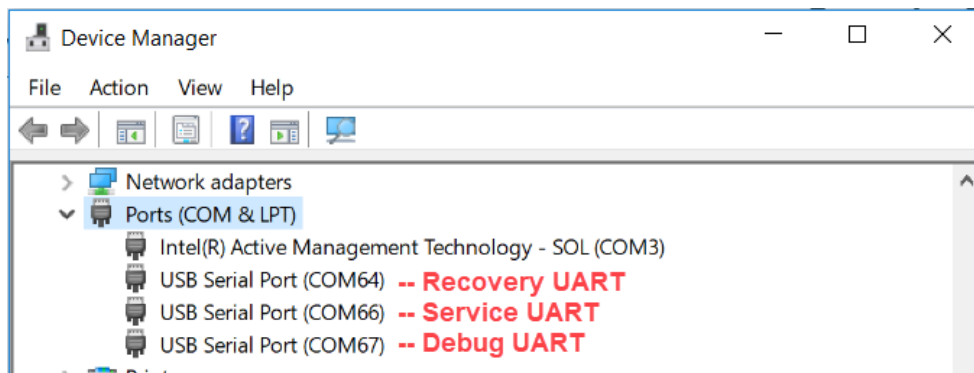 Device Manager
File Action View Help
Network adapters
Ports (COM & LPT)
Intel(R) Active Management Technology - SOL (COM3)
USB Serial Port (COM64) -- Recovery UART
USB Serial Port (COM66) -- Service UART
USB Serial Port (COM67) -- Debug UART